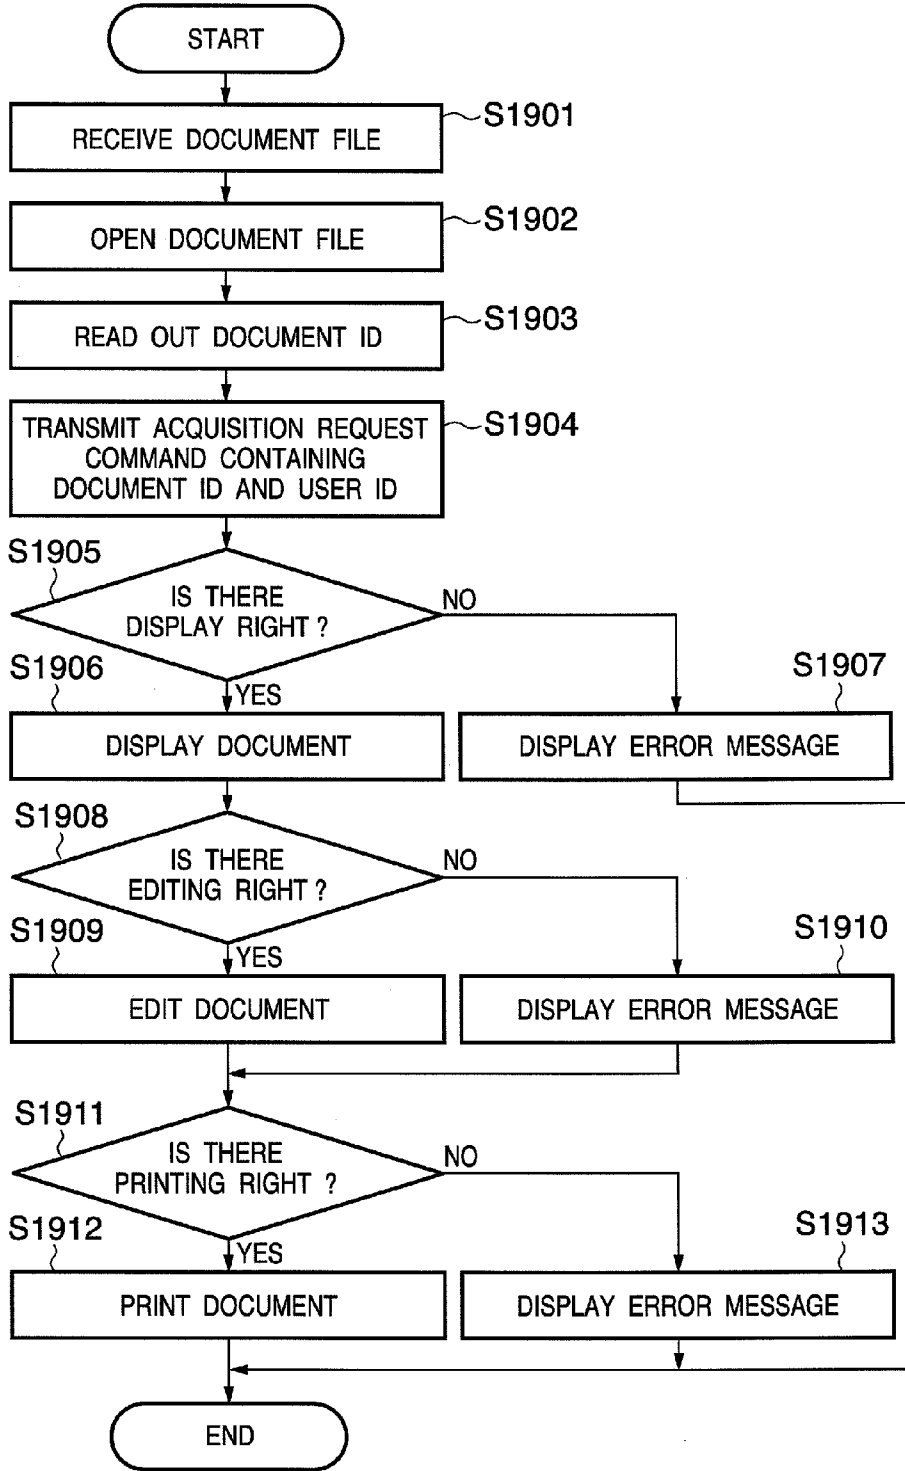 START
RECEIVE DOCUMENT FILE
S1901
OPEN DOCUMENT FILE
S1902
READ OUT DOCUMENT ID
S1903
TRANSMIT ACQUISITION REQUEST
COMMAND CONTAINING
DOCUMENT ID AND USER ID
S1904
S1905
IS THERE
DISPLAY RIGHT ?
NO
YES
S1906
DISPLAY DOCUMENT
S1907
DISPLAY ERROR MESSAGE
S1908
IS THERE
EDITING RIGHT ?
NO
YES
S1909
EDIT DOCUMENT
S1910
DISPLAY ERROR MESSAGE
S1911
IS THERE
PRINTING RIGHT ?
NO
YES
S1912
PRINT DOCUMENT
S1913
DISPLAY ERROR MESSAGE
END